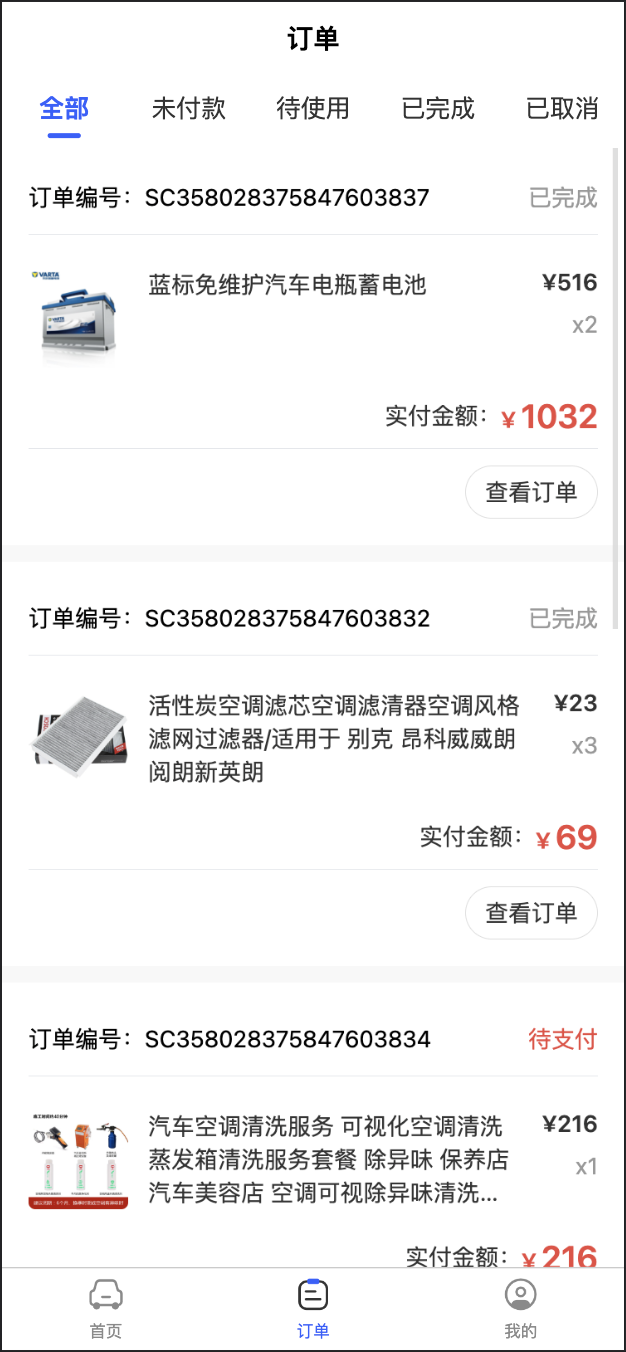 订单
全部 未付款 待使用 已完成 已取消
订单编号：SC358028375847603837 已完成
VARTA
蓝标免维护汽车电瓶蓄电池 ¥516
x2
实付金额：¥1032
查看订单
订单编号：SC358028375847603832 已完成
活性炭空调滤芯空调滤清器空调风格 ¥23
滤网过滤器/适用于 别克 昂科威威朗 x3
阅朗新英朗
实付金额：¥69
查看订单
订单编号：SC358028375847603834 待支付
汽车空调清洗服务 可视化空调清洗 ¥216
蒸发箱清洗服务套餐 除异味 保养店 x1
汽车美容店 空调可视除异味清洗...
实付金额：¥216
首页 订单 我的